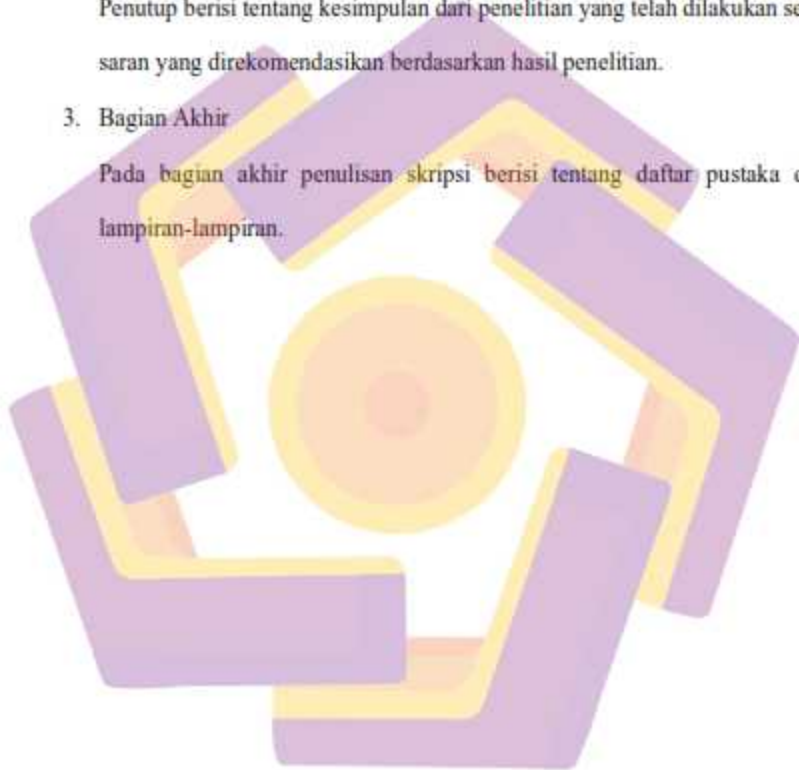 Penutup berisi tentang kesimpulan dari penelitian yang telah dilakukan se
saran yang direkomendasikan berdasarkan hasil penelitian.
3. Bagian Akhir
Pada bagian akhir penulisan skripsi berisi tentang daftar pustaka
lampiran-lampiran.